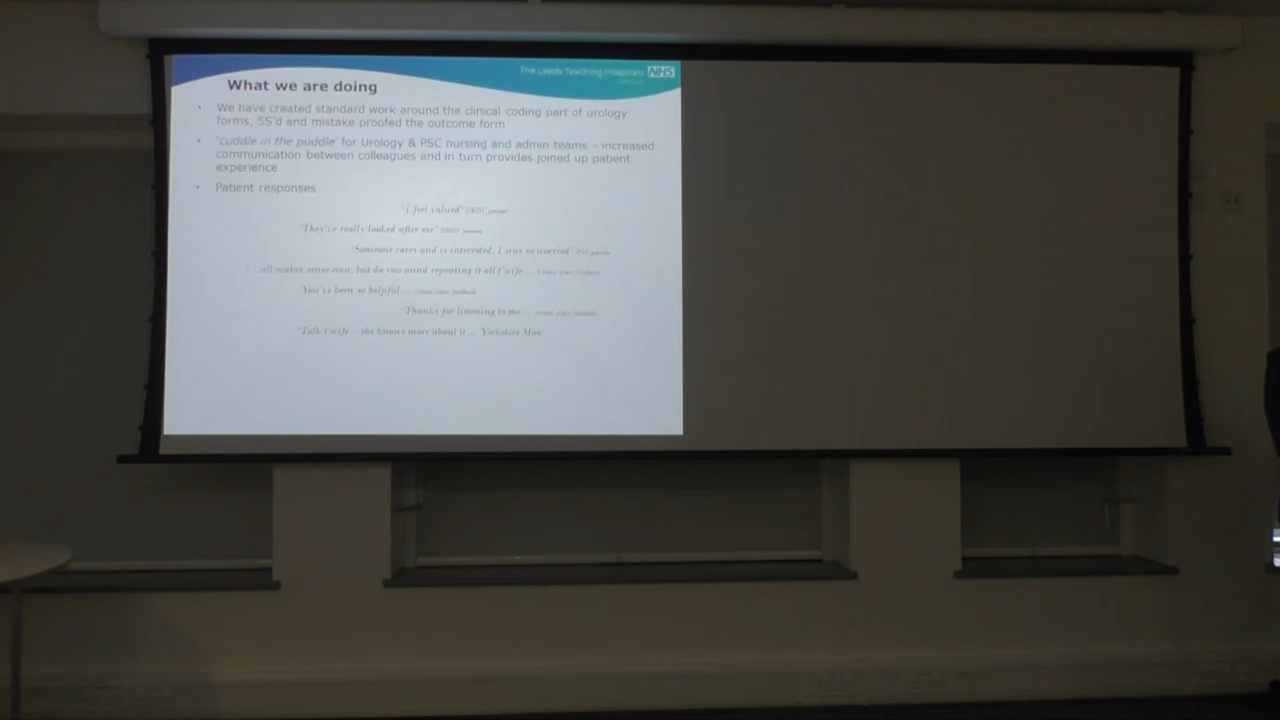 The Leeds Teaching Hospitals NHS
What we are doing
• We have created standard work around the clinical coding part of urology
forms, 5S'd and mistake proofed the outcome form
• 'cuddle in the puddle' for Urology & PSC nursing and admin teams – increased
communication between colleagues and in turn provides joined up patient
experience
• Patient responses
'I feel valued'
'They've really looked after me'
'Someone cares and is interested, I was so worried'
'...all makes sense now, but do you mind repeating it all t'wife...
'You've been so helpful...
'Thanks for listening to me...
'Talk t'wife – she knows more about it... Yorkshire Man